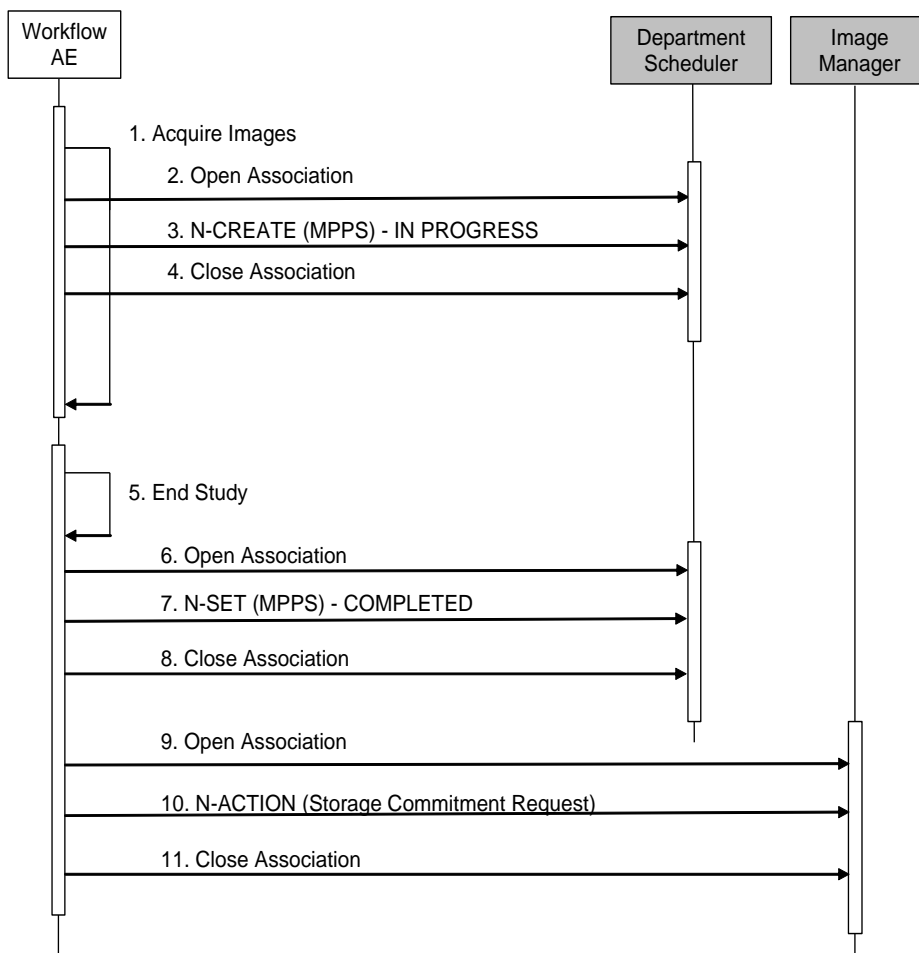 Workflow
AE
Department
Scheduler
Image
Manager
1. Acquire Images
2. Open Association
3. N-CREATE (MPPS) - IN PROGRESS
4. Close Association
5. End Study
6. Open Association
7. N-SET (MPPS) - COMPLETED
8. Close Association
9. Open Association
10. N-ACTION (Storage Commitment Request)
11. Close Association